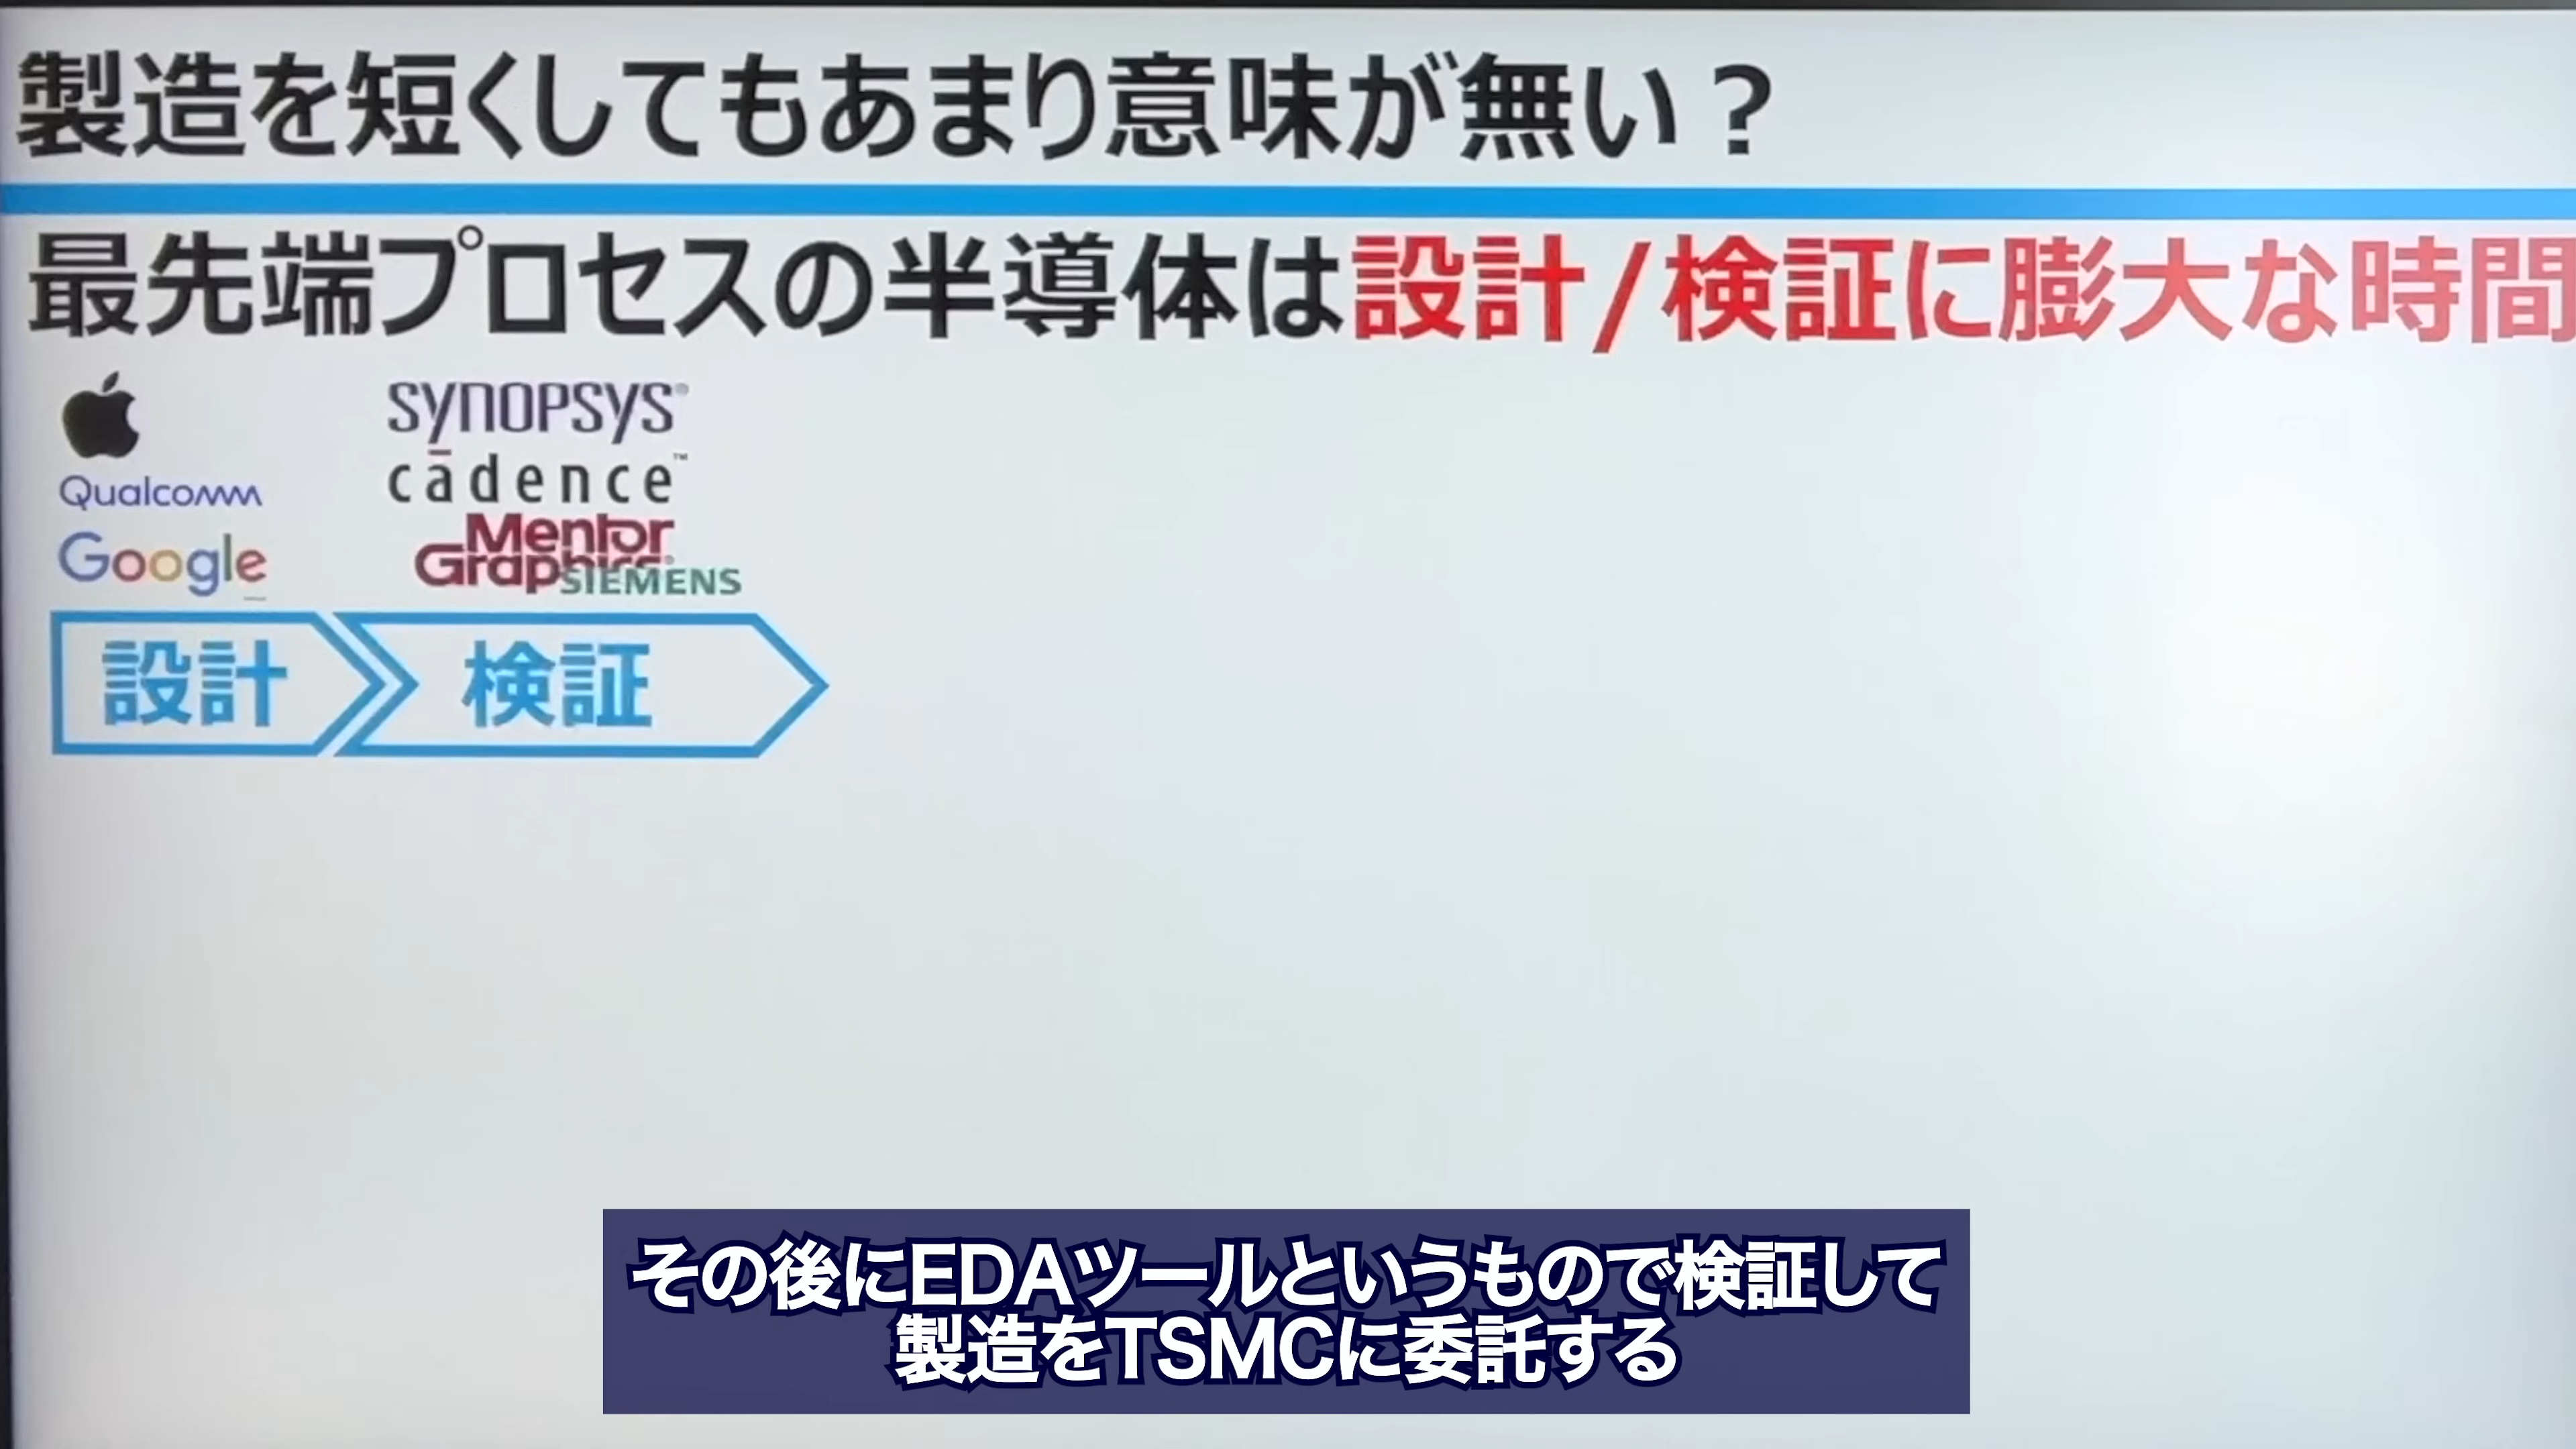 製造を短くしてもあまり意味が無い？
最先端プロセスの半導体は設計/検証に膨大な時間
SYNOPSYS®
Qualcomm
cādence™
Google
Mentor
Graphics®
SIEMENS
設計
検証
その後にEDAツールというもので検証して
製造をTSMCに委託する